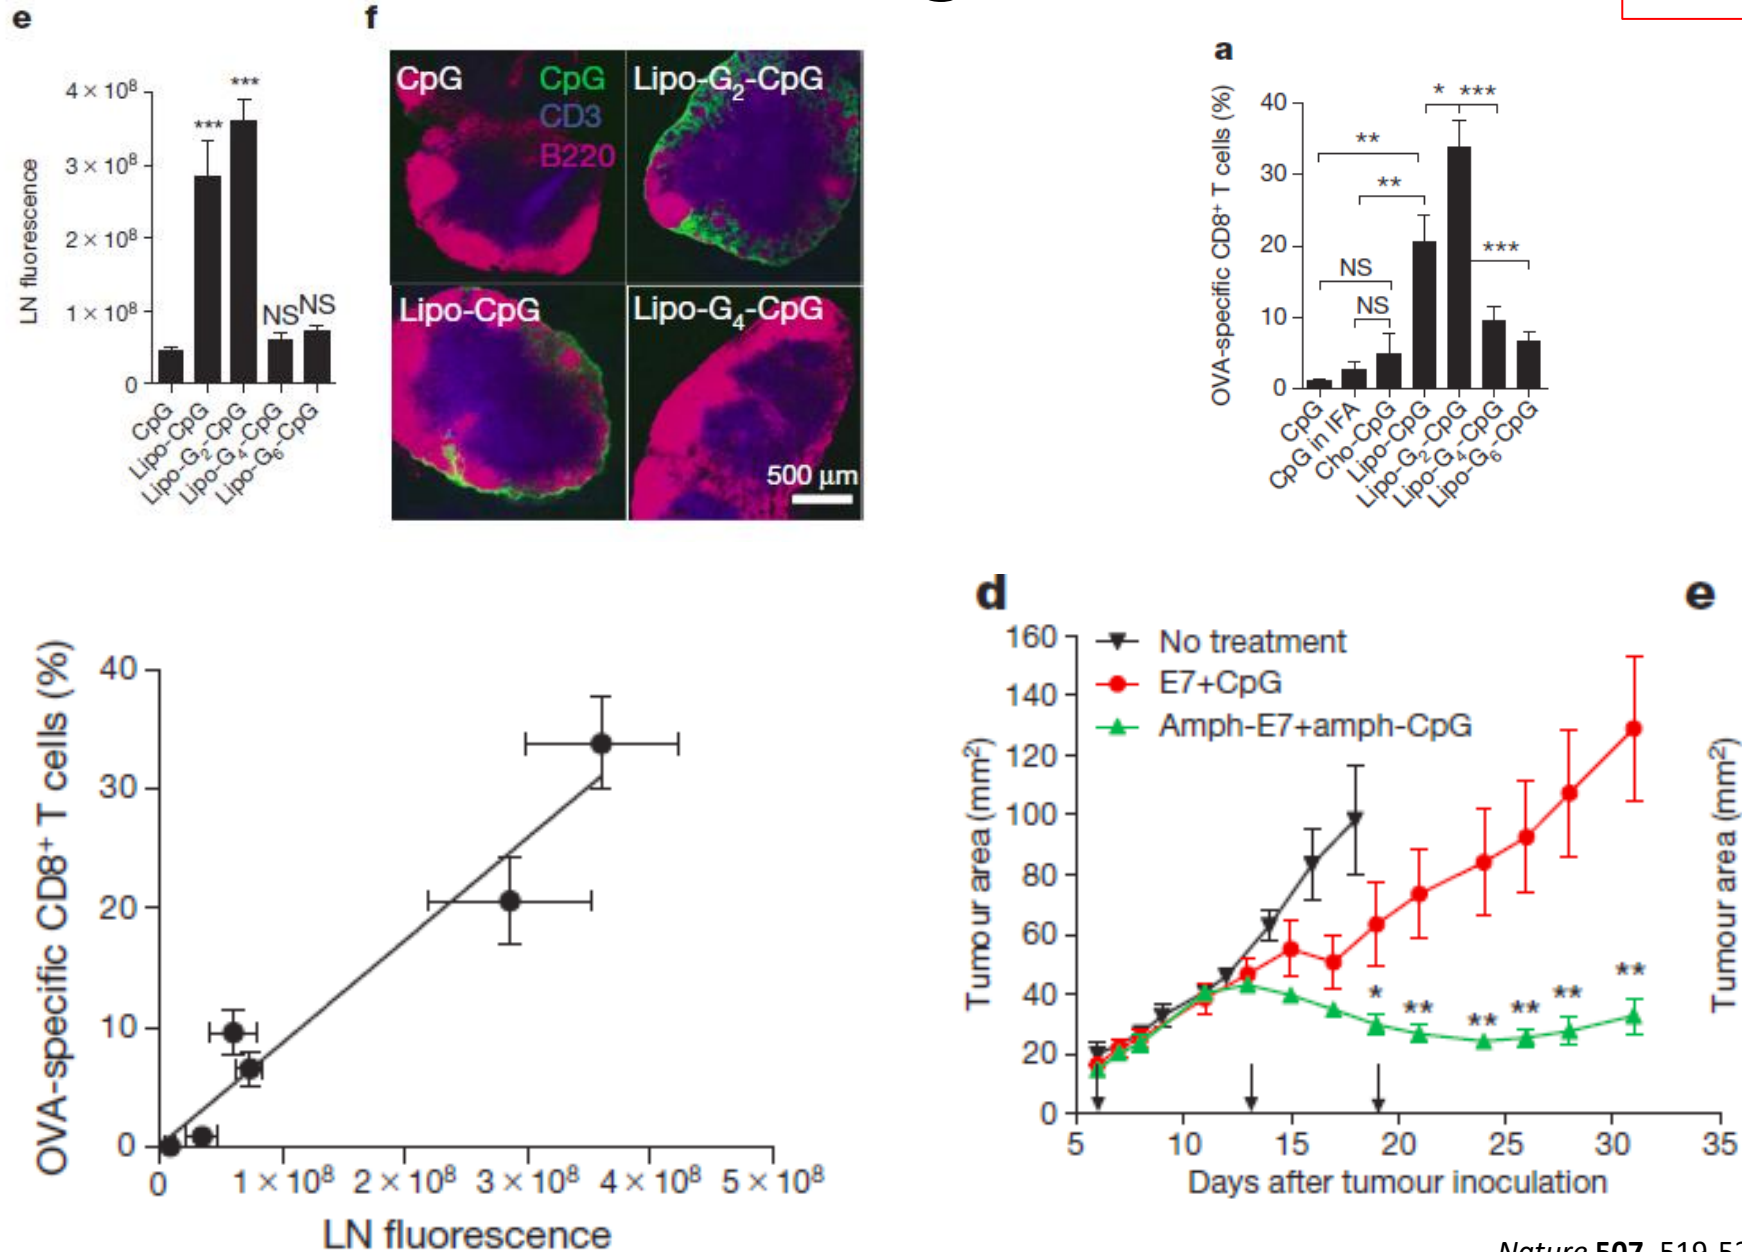 e
LN fluorescence
4 × 10⁸
3 × 10⁸
2 × 10⁸
1 × 10⁸
0
***
***
NS
NS
CpG
Lipo-CpG
Lipo-G₂-CpG
Lipo-G₄-CpG
Lipo-G₆-CpG
f
CpG
CpG
CD3
B220
Lipo-G₂-CpG
Lipo-CpG
Lipo-G₄-CpG
500 µm
a
OVA-specific CD8⁺ T cells (%)
40
30
20
10
0
* ***
**
**
***
NS
NS
CpG
CpG in IFA
Cho-CpG
Lipo-CpG
Lipo-G₂-CpG
Lipo-G₄-CpG
Lipo-G₆-CpG
OVA-specific CD8⁺ T cells (%)
40
30
20
10
0
0 1 × 10⁸ 2 × 10⁸ 3 × 10⁸ 4 × 10⁸ 5 × 10⁸
LN fluorescence
d
Tumour area (mm²)
160
140
120
100
80
60
40
20
0
No treatment
E7+CpG
Amph-E7+amph-CpG
* ** ** ** ** **
5 10 15 20 25 30 35
Days after tumour inoculation
e
Tumour area (mm²)
Nature 507, 519-52